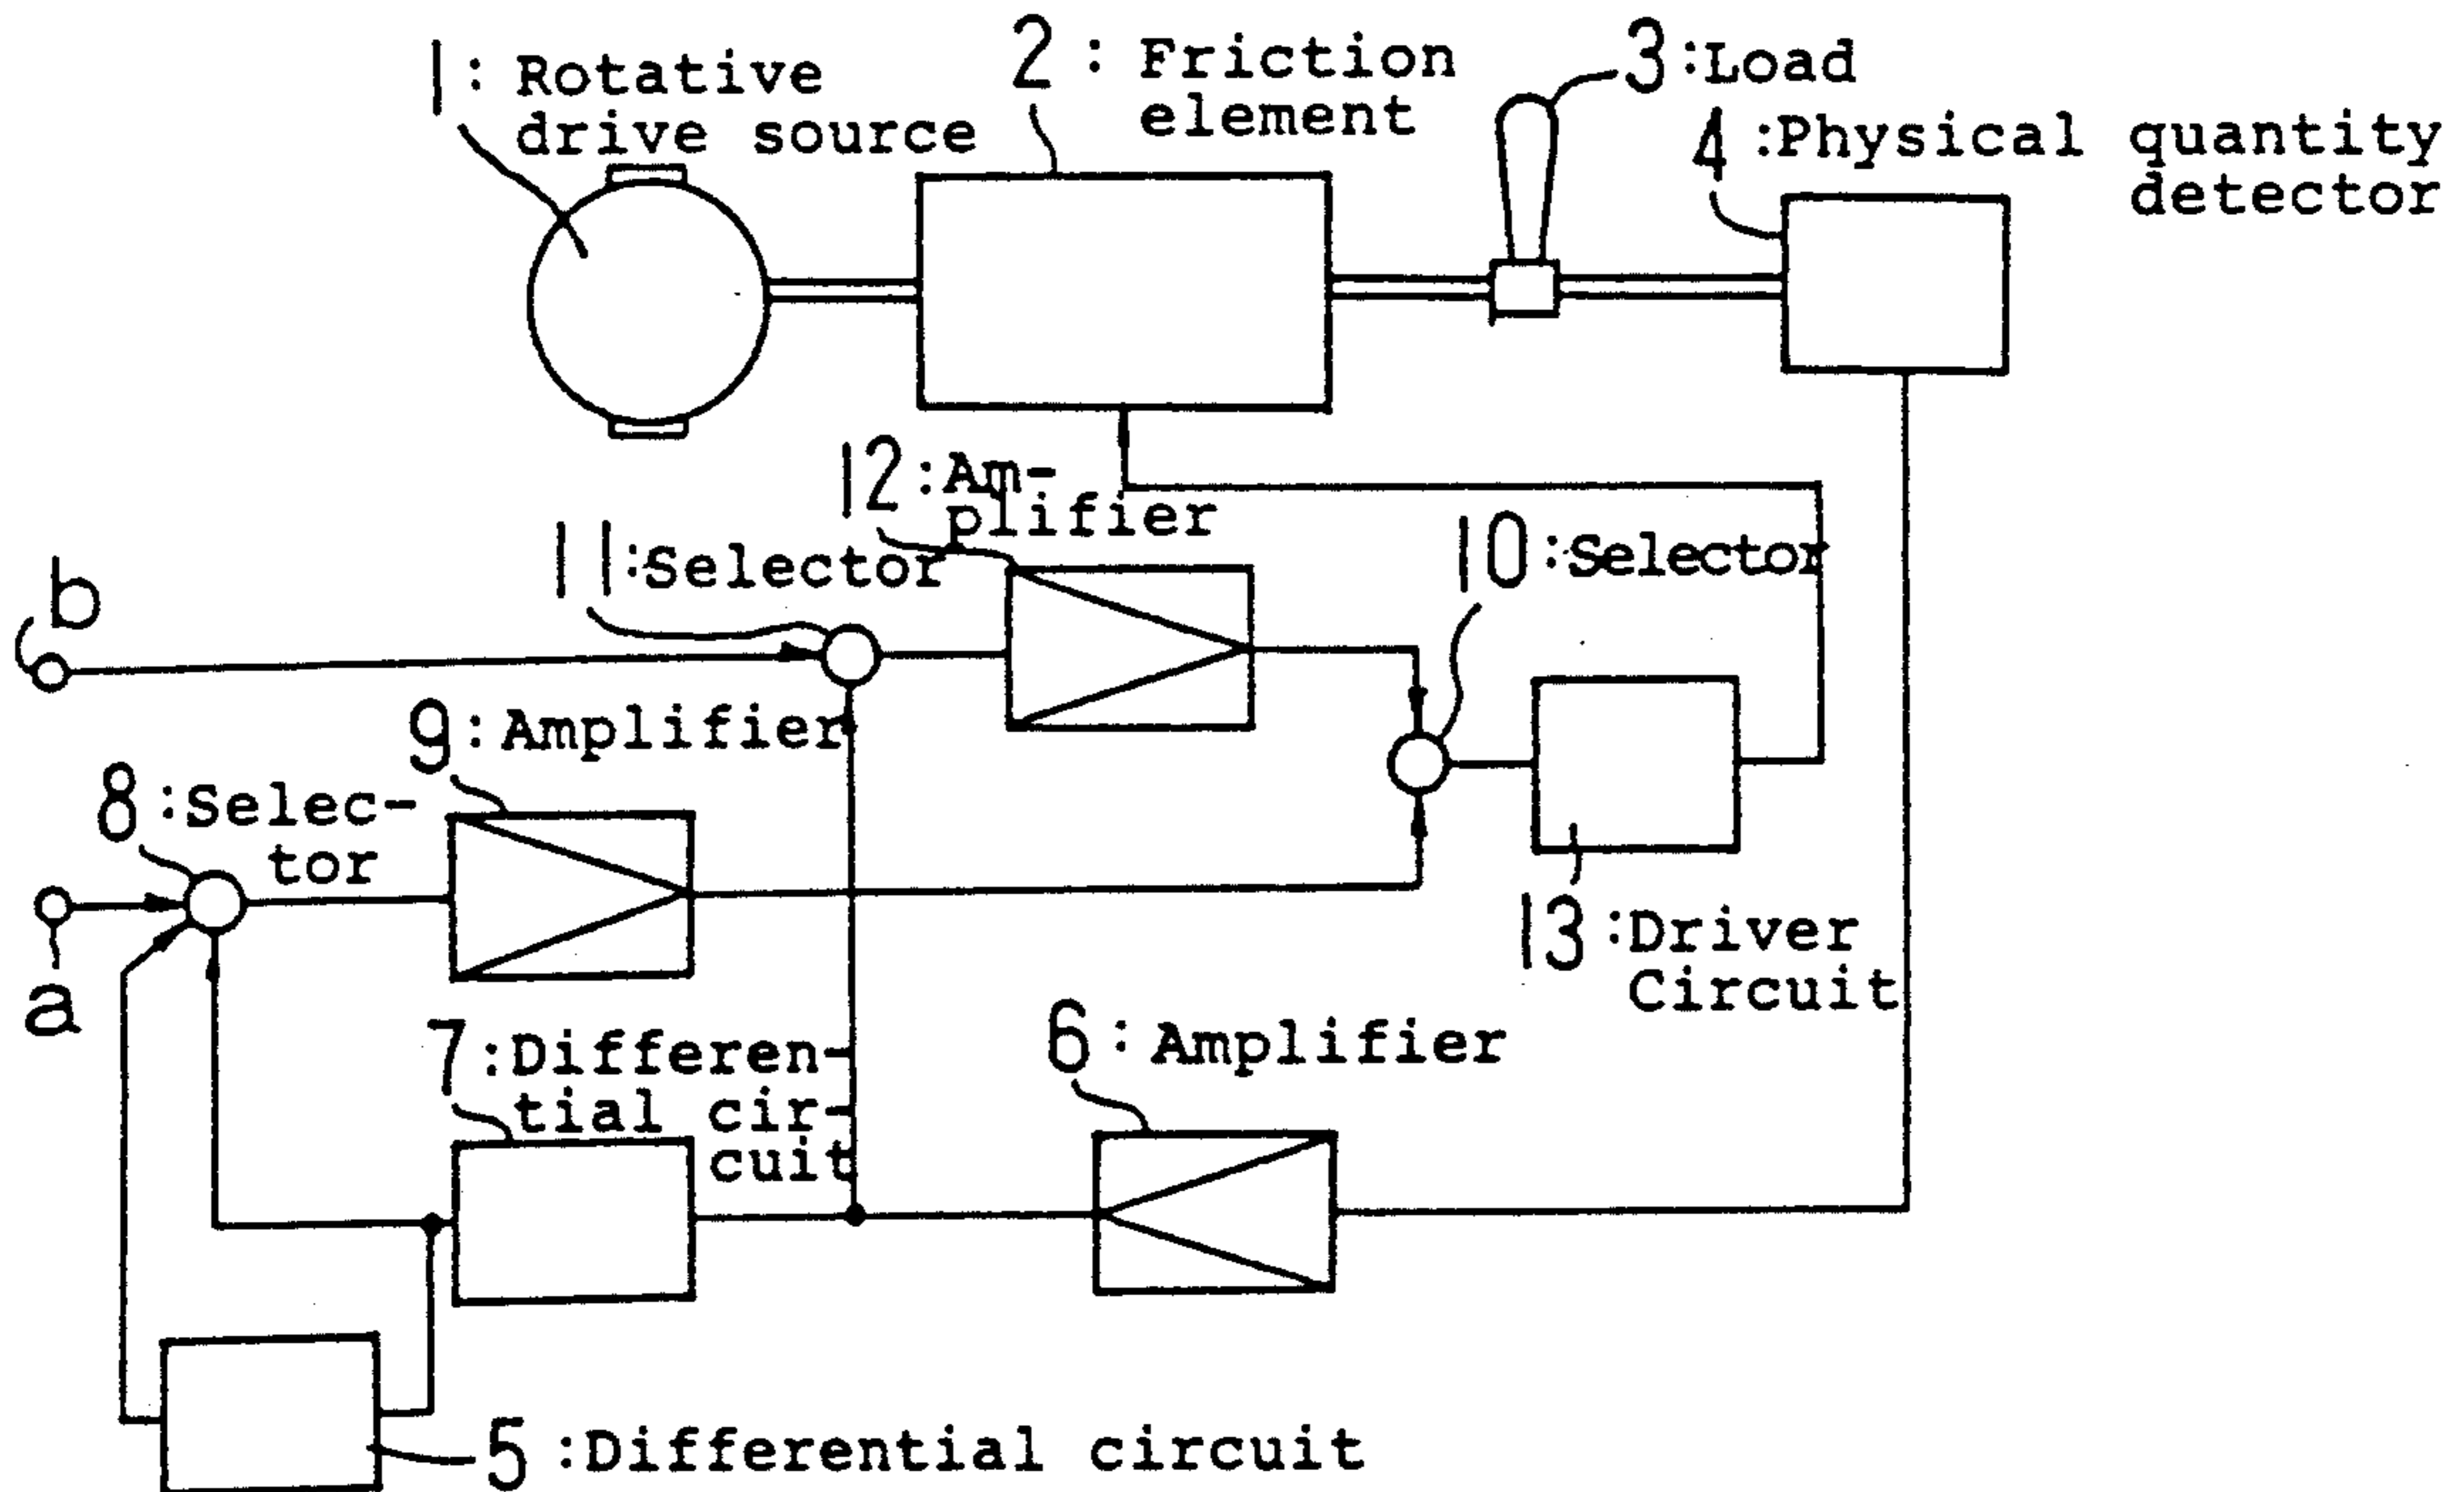 1: Rotative
drive source
2: Friction
element
3:Load
4:Physical quantity
detector
12:Am-
plifier
11:Selector
10:Selector
b
9:Amplifier
8:Selec-
tor
a
13:Driver
Circuit
7:Differen-
tial cir-
cuit
6: Amplifier
5:Differential circuit